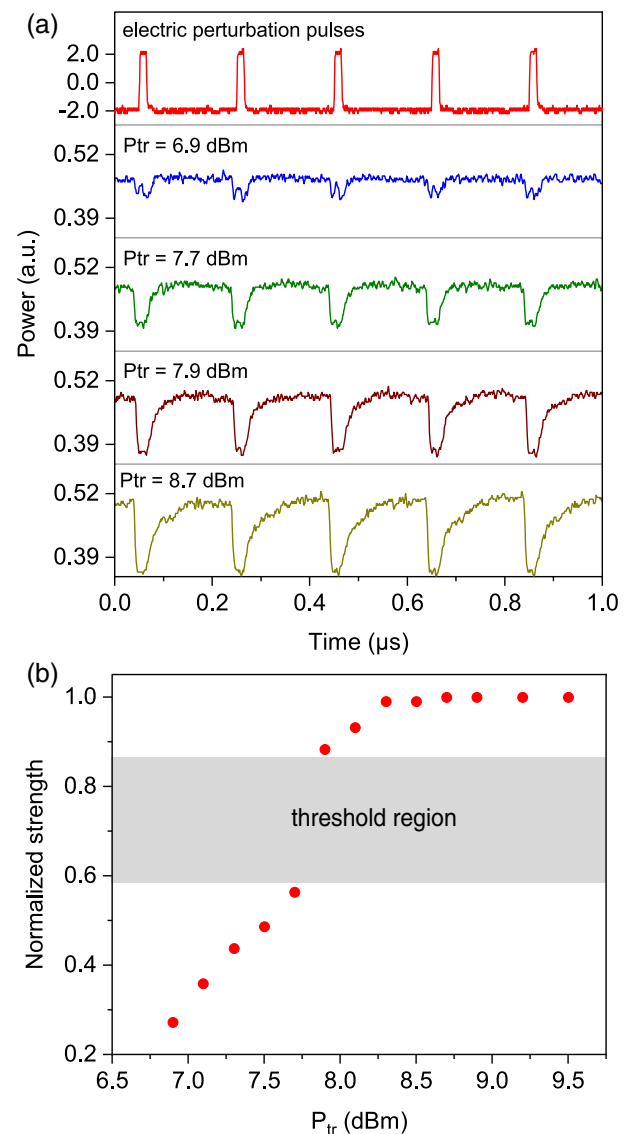 (a)
electric perturbation pulses
2.0
0.0
-2.0
Ptr = 6.9 dBm
0.52
0.39
Ptr = 7.7 dBm
0.52
0.39
Ptr = 7.9 dBm
0.52
0.39
Ptr = 8.7 dBm
0.52
0.39
Power (a.u.)
0.0 0.2 0.4 0.6 0.8 1.0
Time (μs)
(b)
1.0
0.8
threshold region
0.6
0.4
0.2
Normalized strength
6.5 7.0 7.5 8.0 8.5 9.0 9.5
Ptr (dBm)